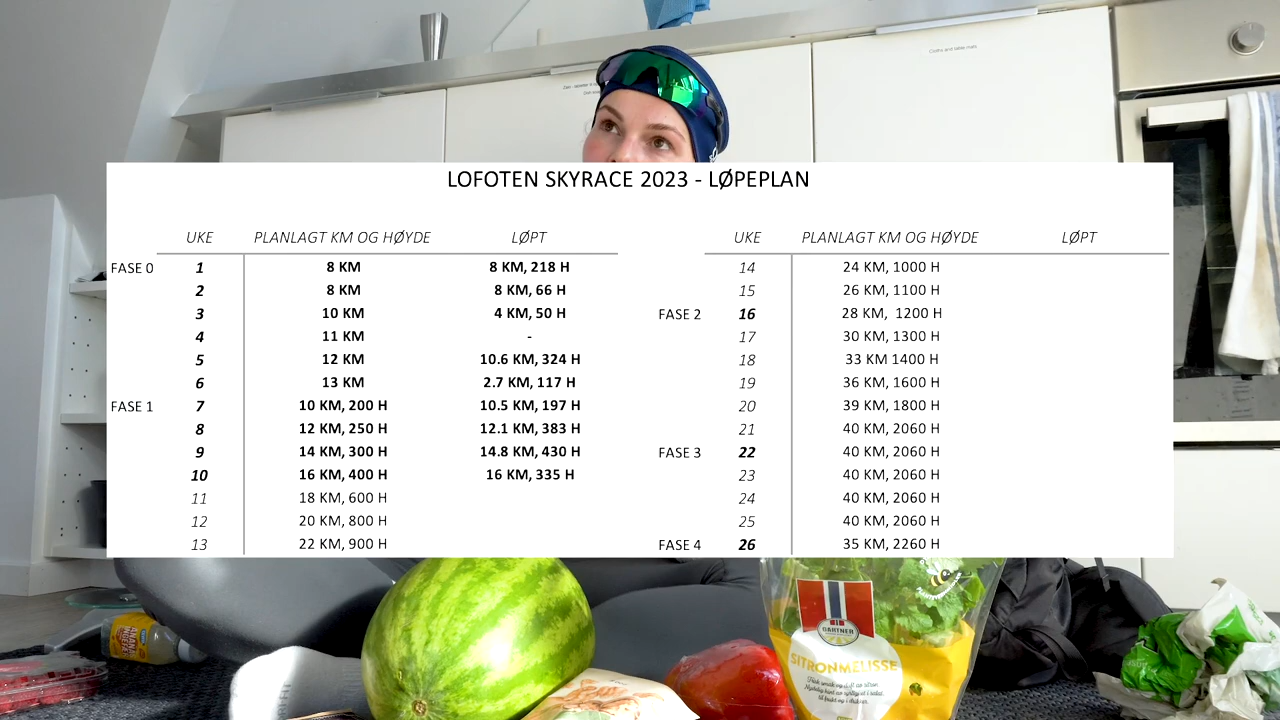 Cloths and table mats
LOFOTEN SKYRACE 2023 - LØPEPLAN
UKE PLANLAGT KM OG HØYDE LØPT
FASE 0 1 8 KM 8 KM, 218 H
2 8 KM 8 KM, 66 H
3 10 KM 4 KM, 50 H
4 11 KM -
5 12 KM 10.6 KM, 324 H
6 13 KM 2.7 KM, 117 H
FASE 1 7 10 KM, 200 H 10.5 KM, 197 H
8 12 KM, 250 H 12.1 KM, 383 H
9 14 KM, 300 H 14.8 KM, 430 H
10 16 KM, 400 H 16 KM, 335 H
11 18 KM, 600 H
12 20 KM, 800 H
13 22 KM, 900 H
UKE PLANLAGT KM OG HØYDE LØPT
14 24 KM, 1000 H
15 26 KM, 1100 H
FASE 2 16 28 KM, 1200 H
17 30 KM, 1300 H
18 33 KM 1400 H
19 36 KM, 1600 H
20 39 KM, 1800 H
21 40 KM, 2060 H
FASE 3 22 40 KM, 2060 H
23 40 KM, 2060 H
24 40 KM, 2060 H
25 40 KM, 2060 H
FASE 4 26 35 KM, 2260 H
GARTNER
SITRONMELISSE